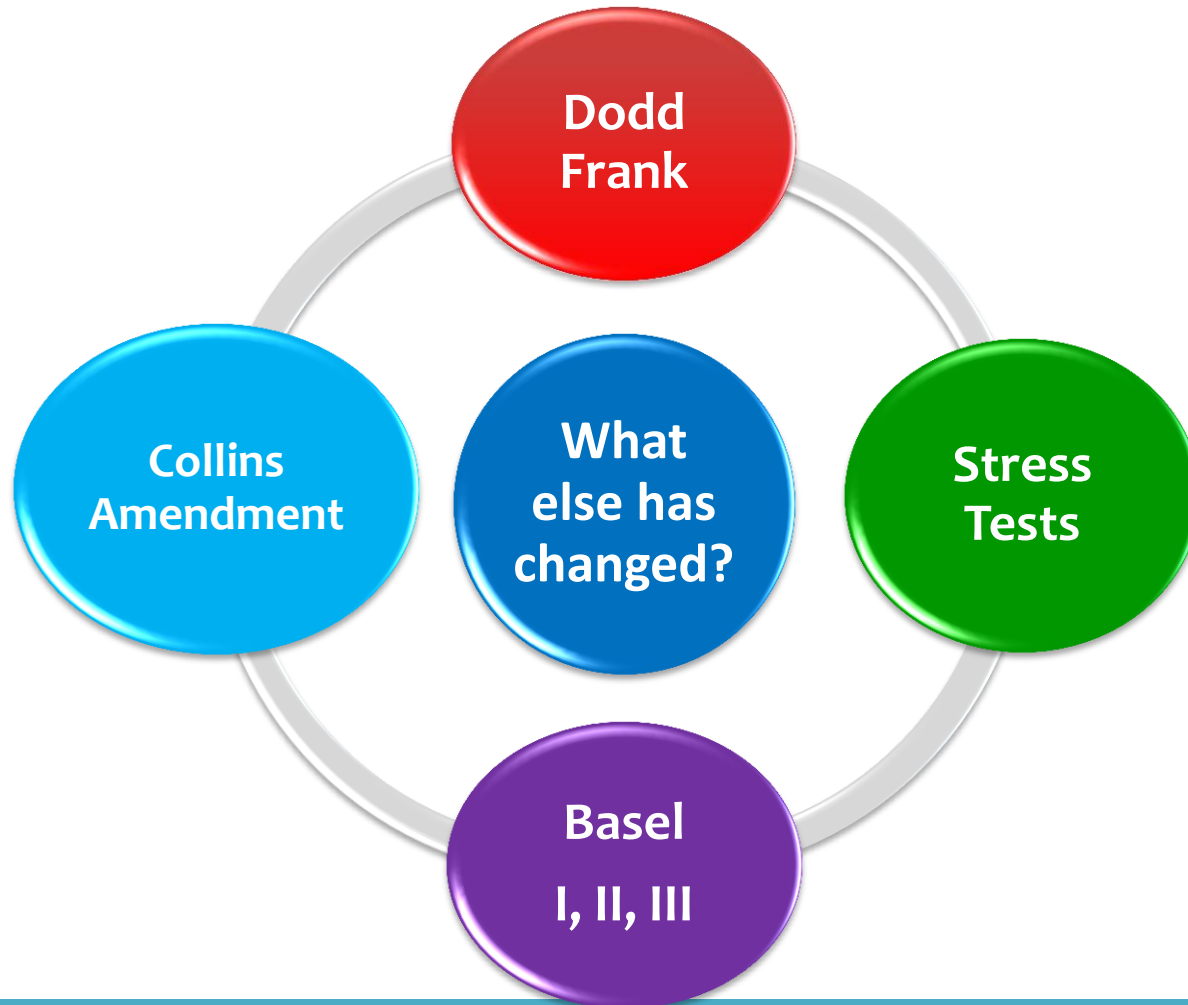 Dodd
Frank
Collins
Amendment
What
else has
changed?
Stress
Tests
Basel
I, II, III